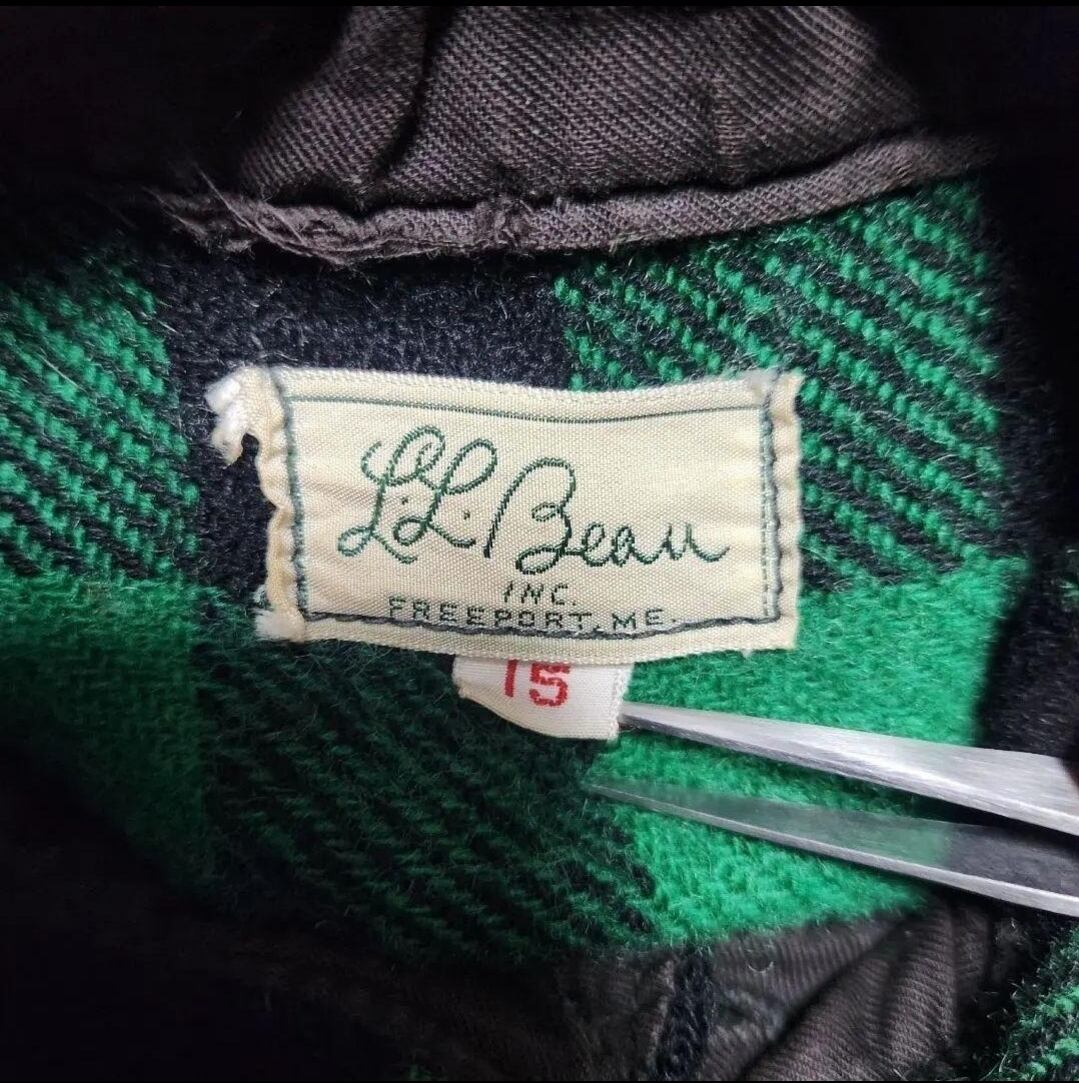 L.L. Bean
INC.
FREEPORT, ME.
15